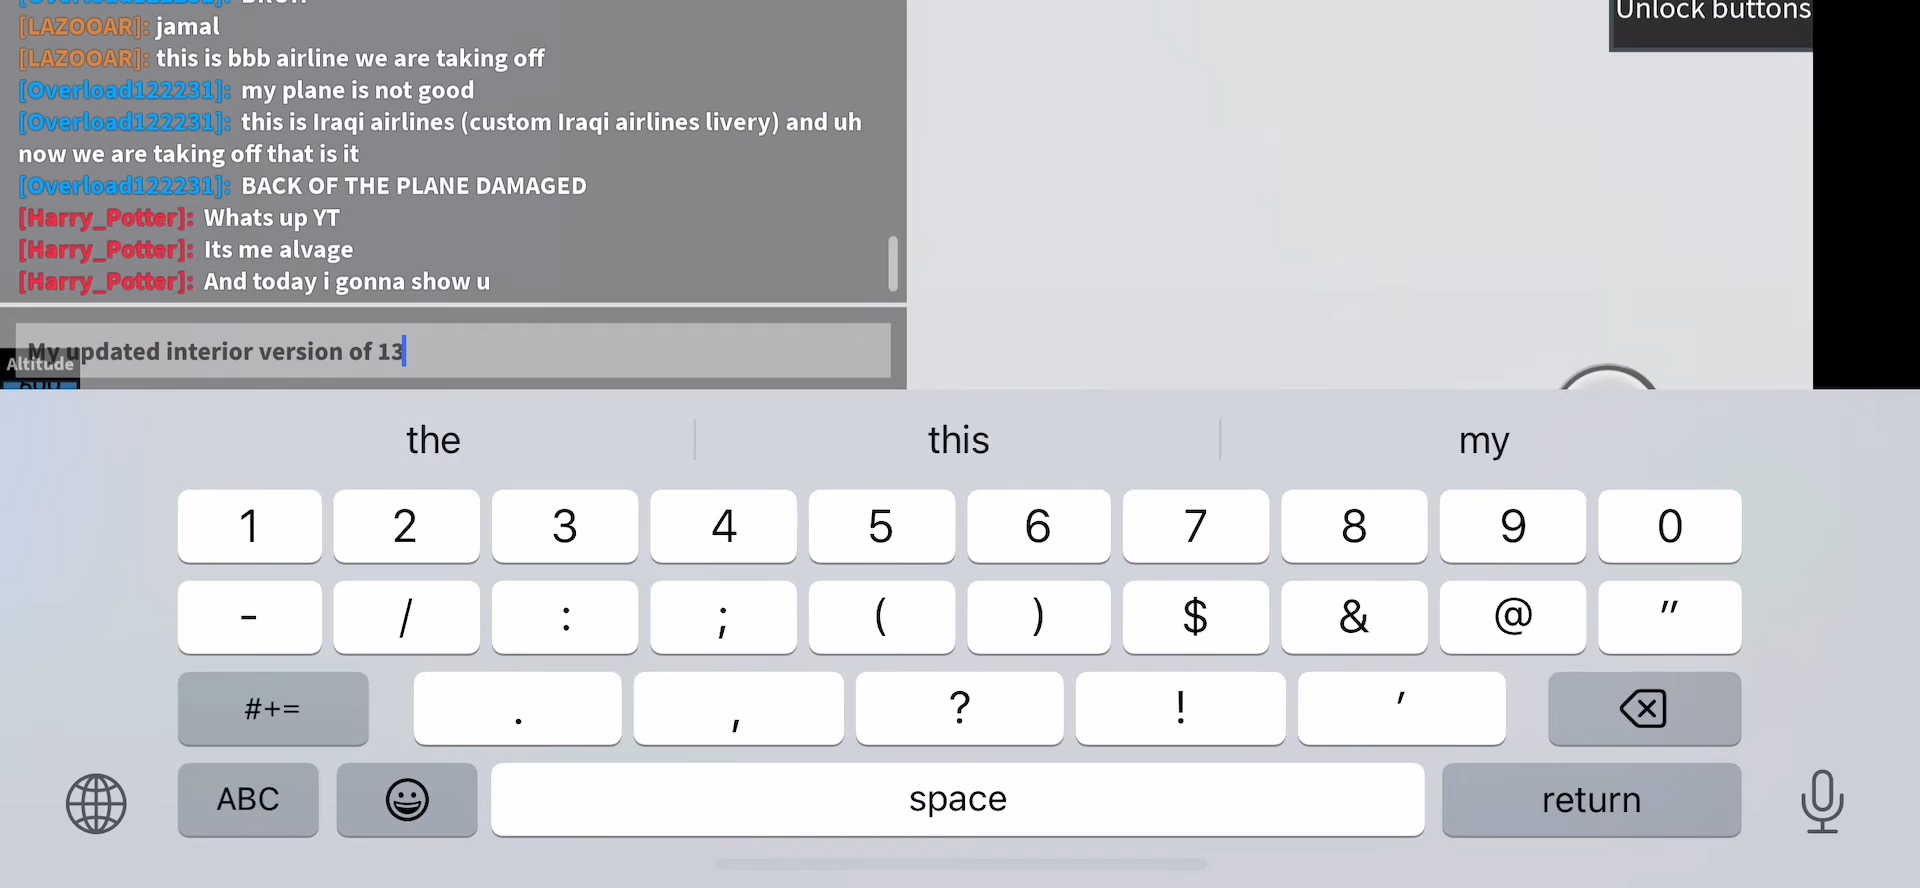 [LAZOOAR]: jamal
[LAZOOAR]: this is bbb airline we are taking off
[Overload122231]: my plane is not good
[Overload122231]: this is Iraqi airlines (custom Iraqi airlines livery) and uh
now we are taking off that is it
[Overload122231]: BACK OF THE PLANE DAMAGED
[Harry_Potter]: Whats up YT
[Harry_Potter]: Its me alvage
[Harry_Potter]: And today i gonna show u
Unlock buttons
My updated interior version of 13
Altitude
the this my
1 2 3 4 5 6 7 8 9 0
- / : ; ( ) $ & @ "
#+= . , ? ! '
ABC space return